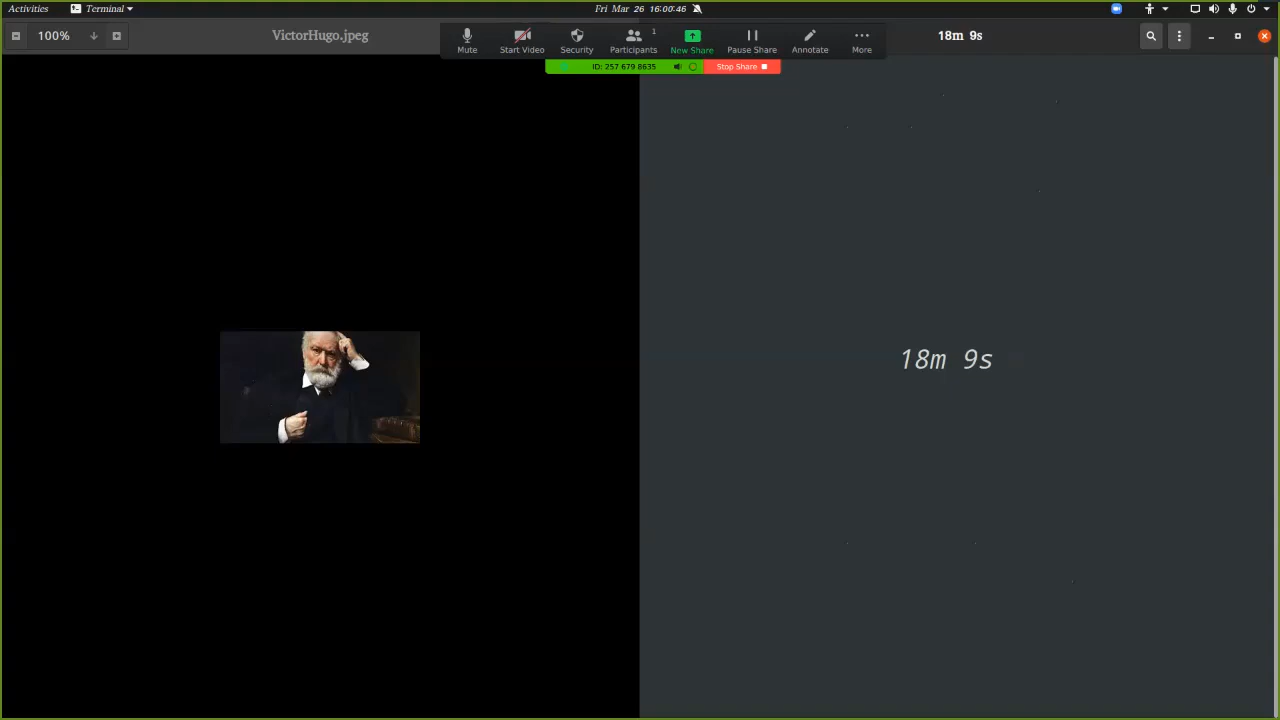 Activities Terminal Fri Mar 26 16:00:46
100% VictorHugo.jpeg 18m 9s
Mute Start Video Security Participants 1 New Share Pause Share Annotate More
ID: 257 679 8635 Stop Share
18m 9s